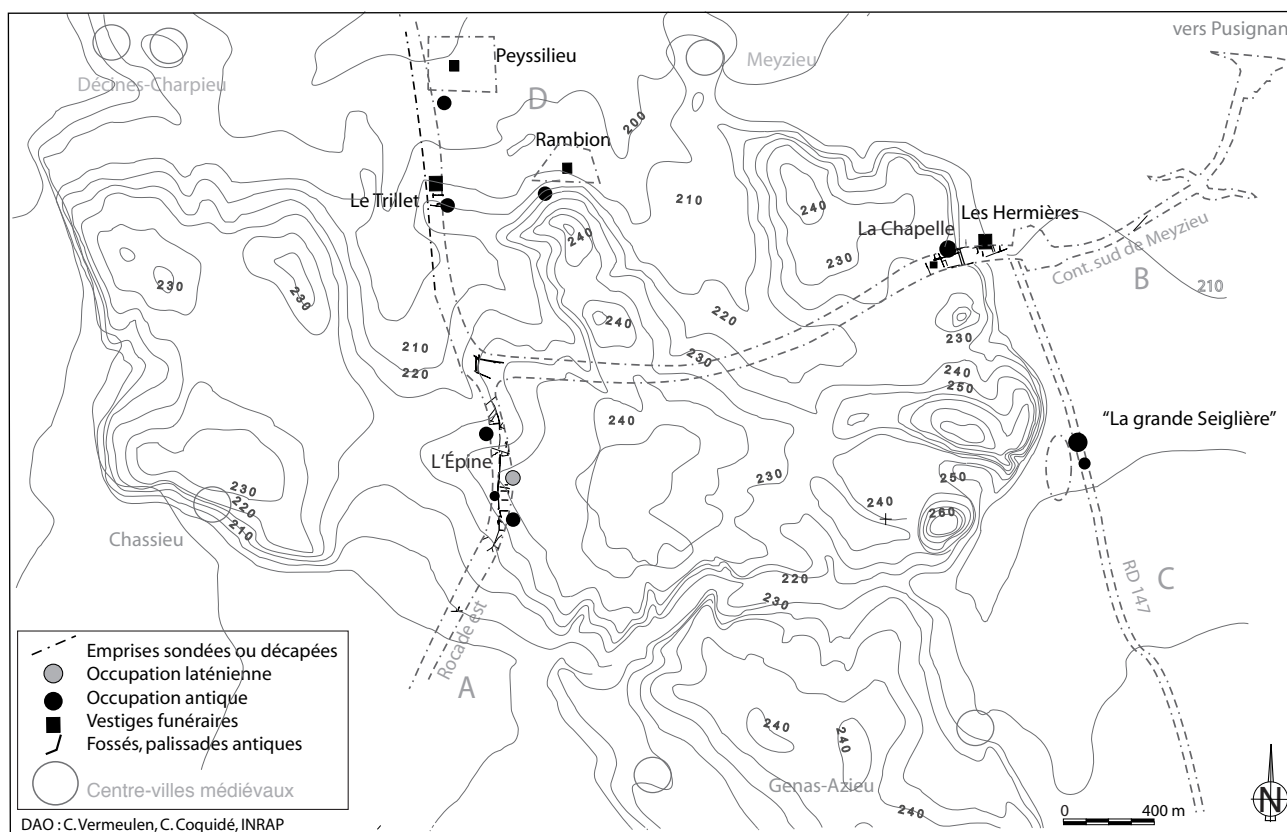 vers Pusignan
Peyssilieu
Meyzieu
Décines-Charpieu
D
200
Rambion
210
Le Trillet
240
240
Les Hermières
La Chapelle
230
Cont. sud de Meyzieu
B
210
230
230
240
220
230
210
220
230
240
250
240
"La grande Seiglière"
L'Épine
230
250
240
260
230
220
210
Chassieu
220
230
RD 147
C
Rocade est
A
240
240
Genas-Azieu
240
Emprises sondées ou décapées
Occupation laténienne
Occupation antique
Vestiges funéraires
Fossés, palissades antiques
Centre-villes médiévaux
DAO : C. Vermeulen, C. Coquidé, INRAP
0 400 m
N